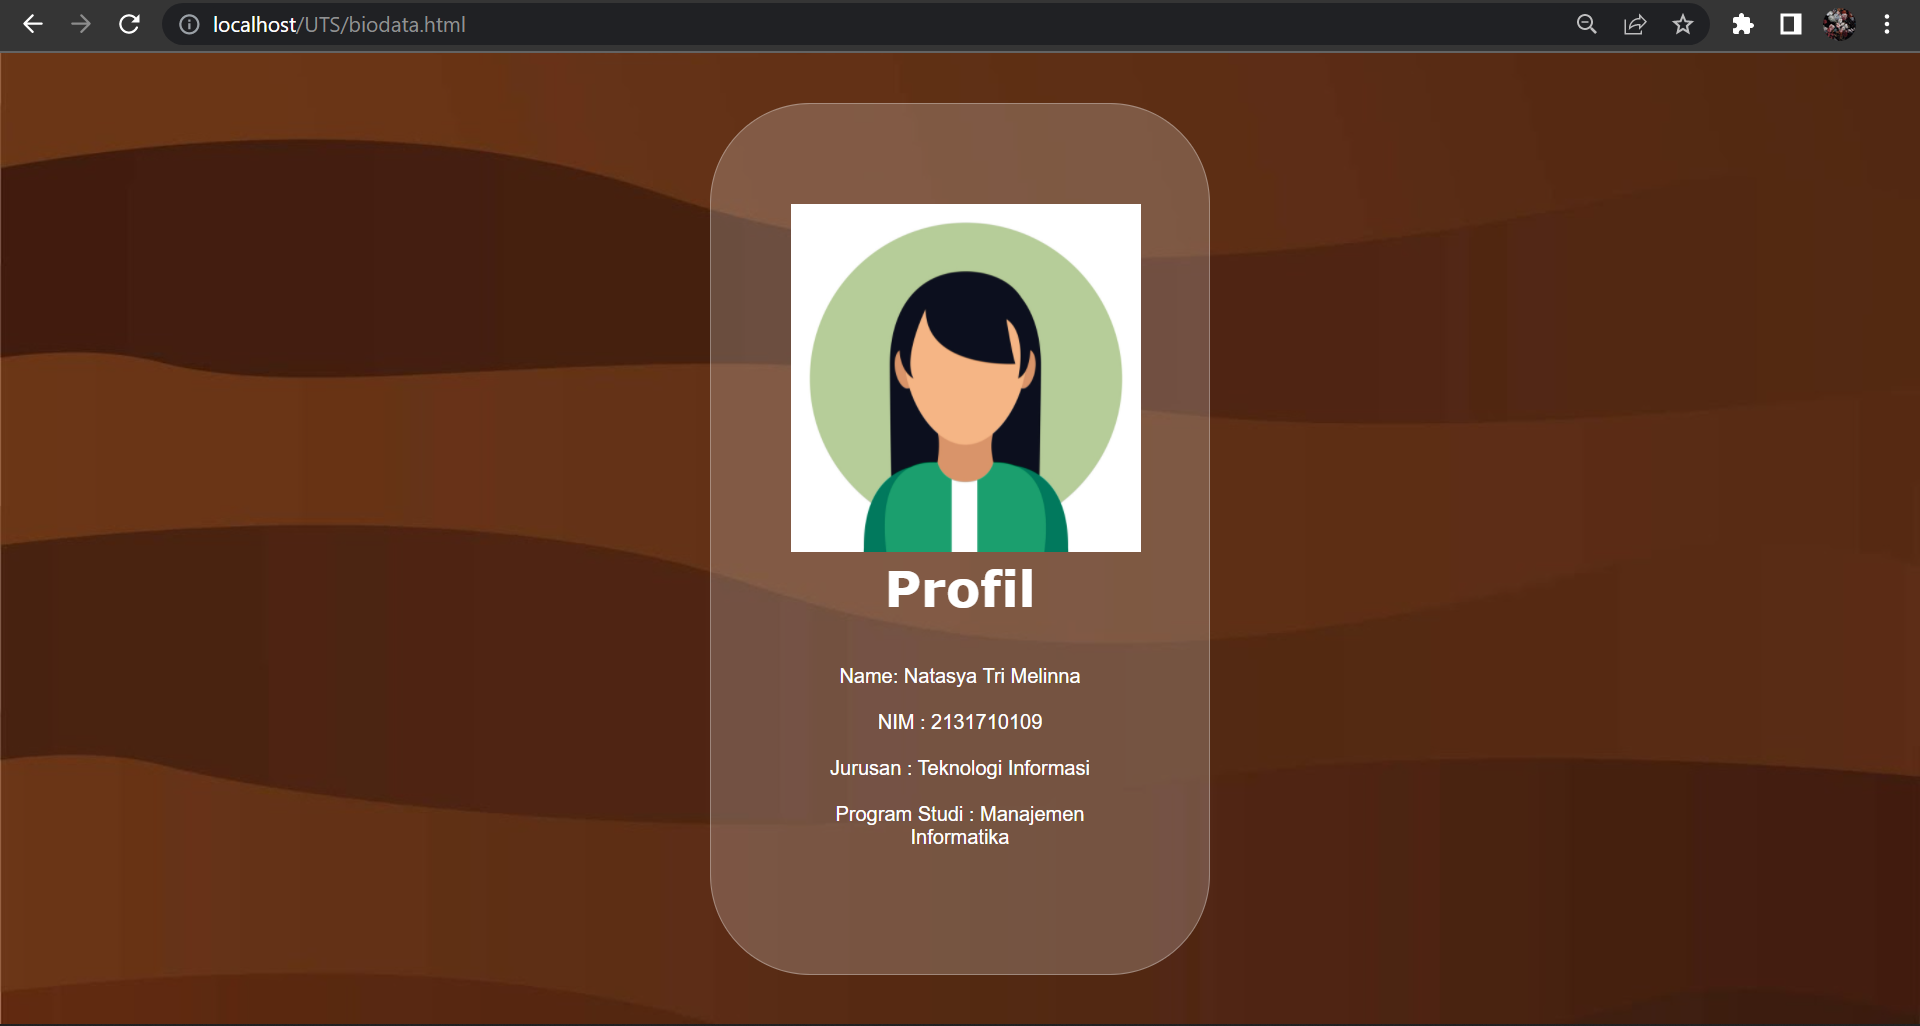 localhost/UTS/biodata.html
Profil
Name: Natasya Tri Melinna
NIM : 2131710109
Jurusan : Teknologi Informasi
Program Studi : Manajemen
Informatika